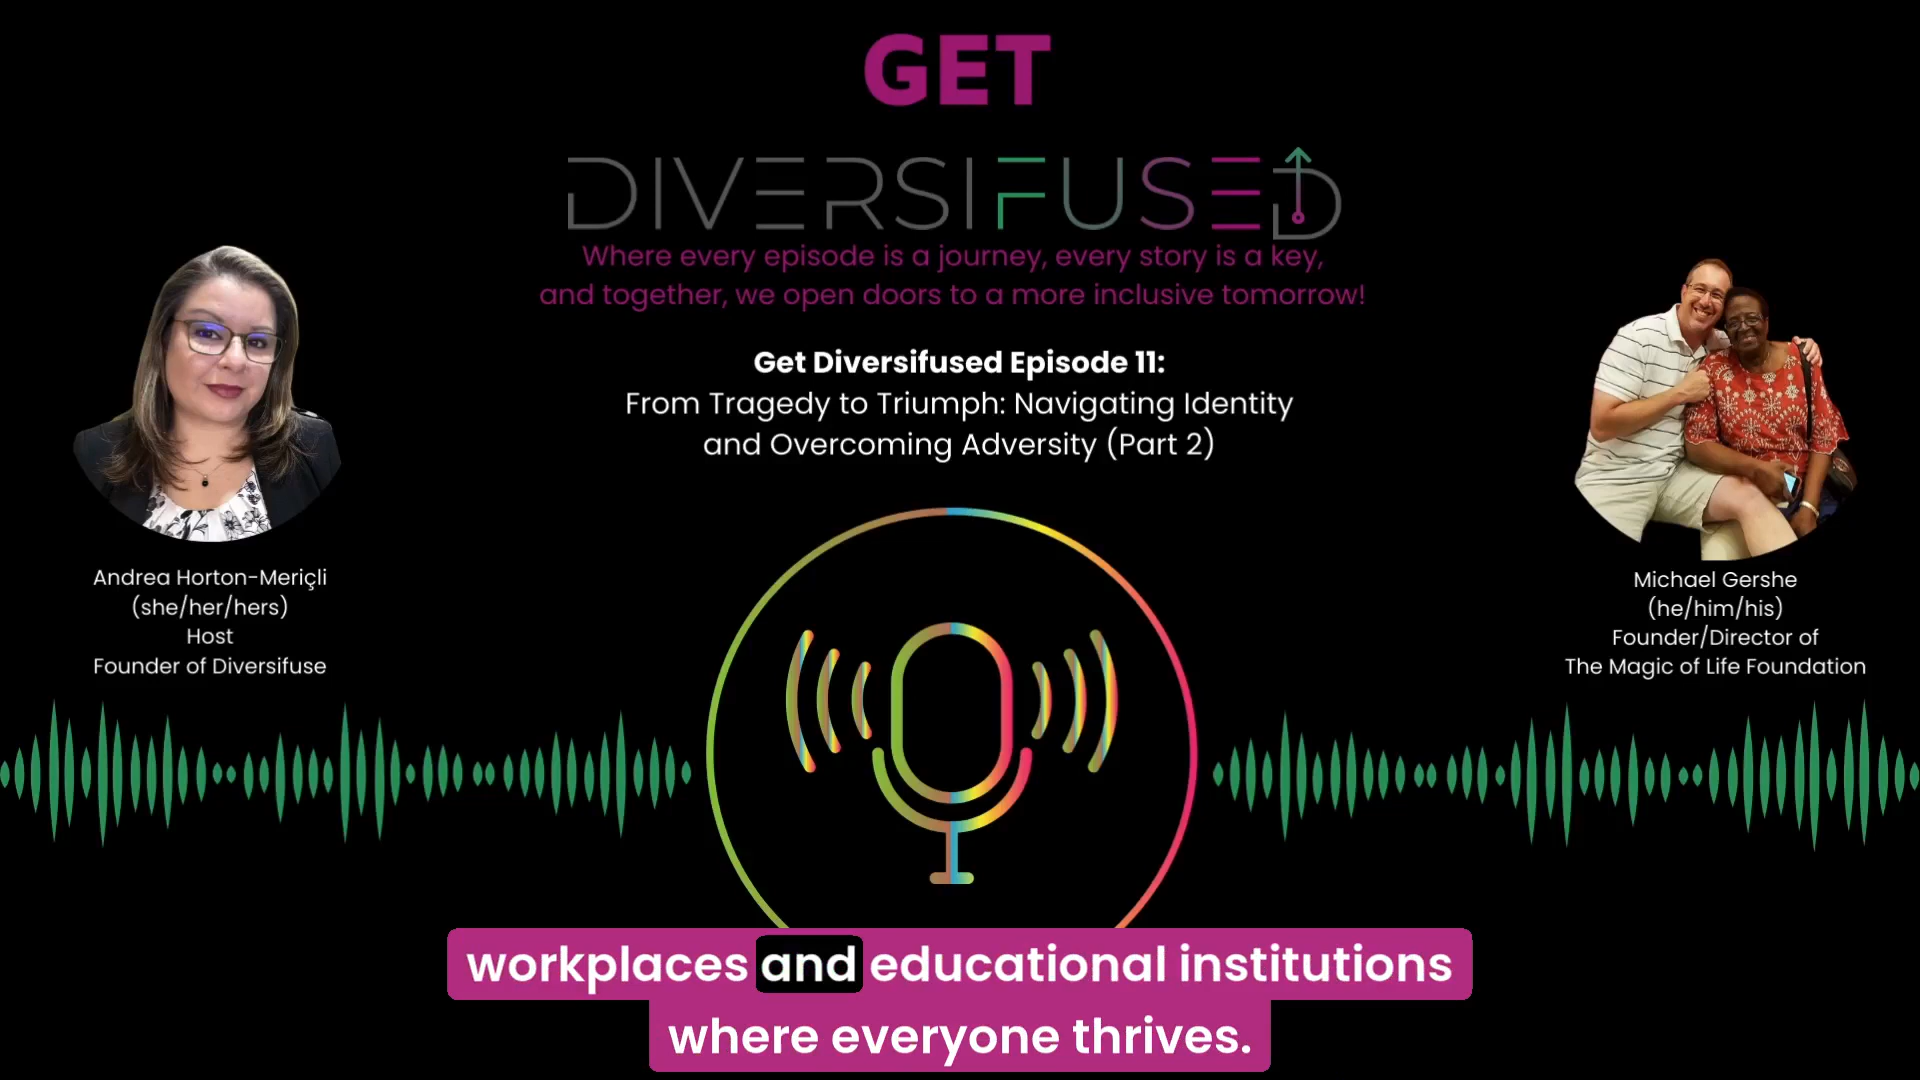 GET
DIVERSIFUSED
Where every episode is a journey, every story is a key,
and together, we open doors to a more inclusive tomorrow!
Get Diversifused Episode 11:
From Tragedy to Triumph: Navigating Identity
and Overcoming Adversity (Part 2)
Andrea Horton-Meriçli
(she/her/hers)
Host
Founder of Diversifuse
Michael Gershe
(he/him/his)
Founder/Director of
The Magic of Life Foundation
workplaces and educational institutions
where everyone thrives.